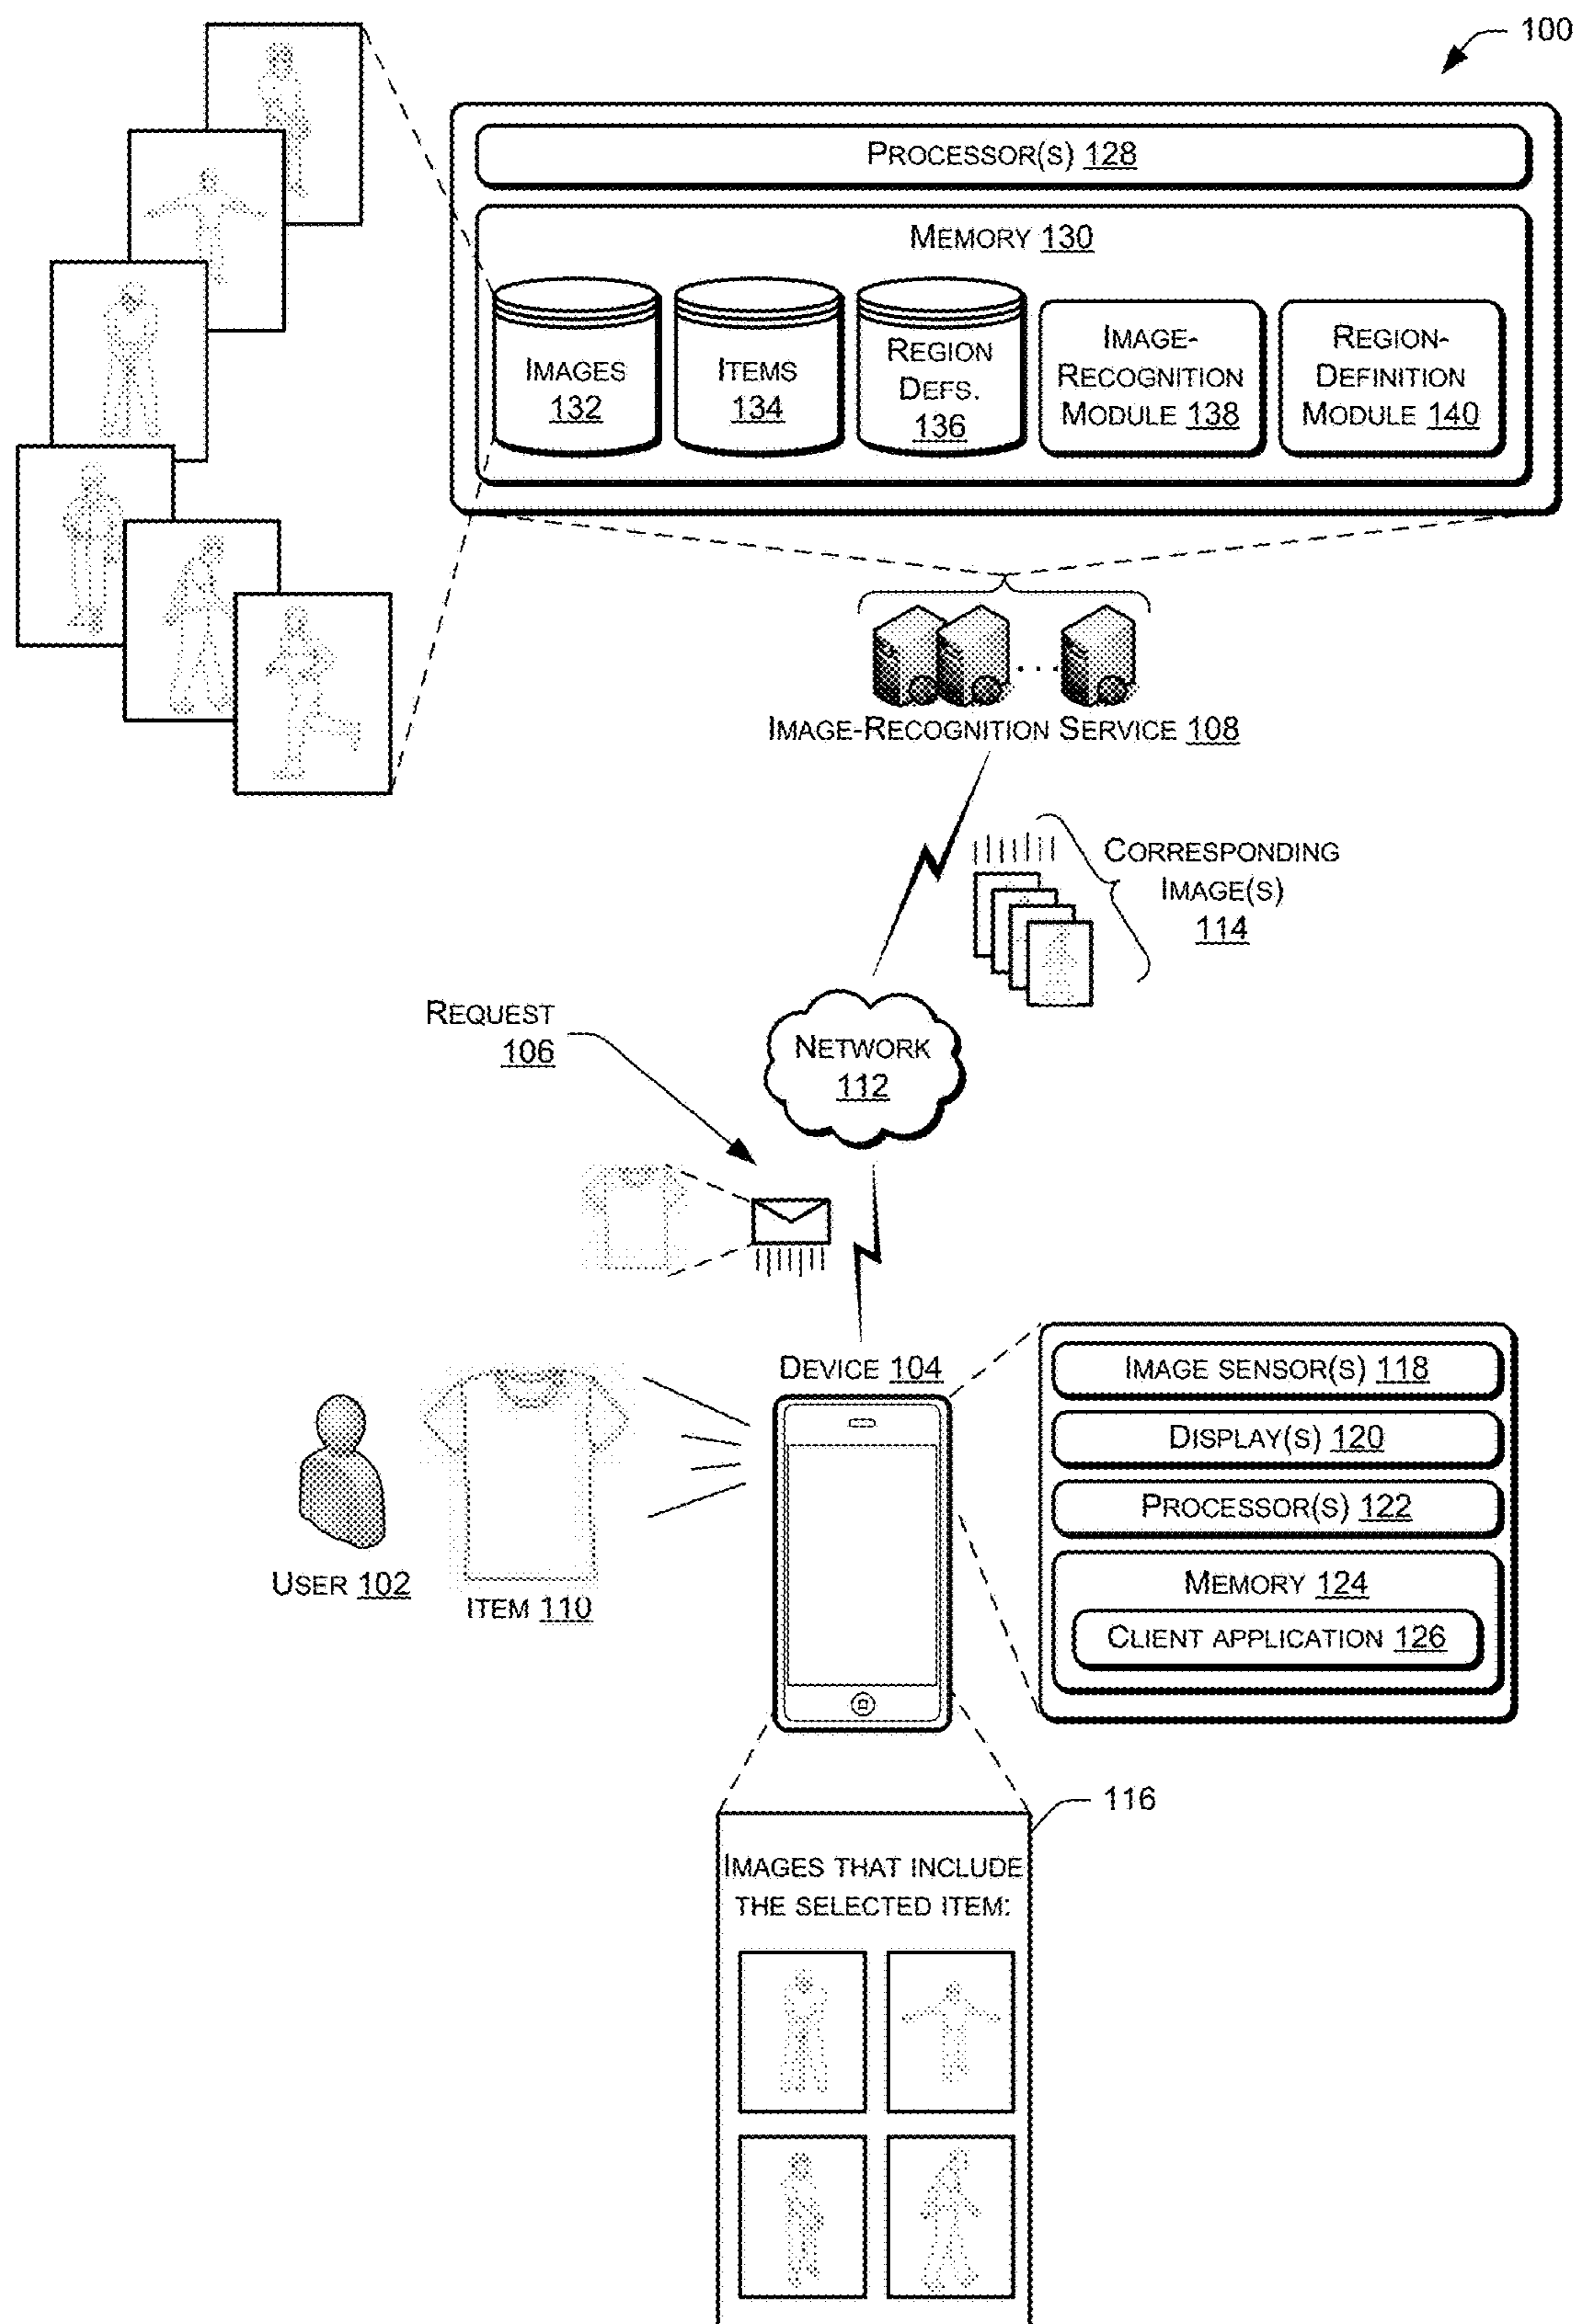 100
PROCESSOR(S) 128
MEMORY 130
IMAGES
132
ITEMS
134
REGION
DEFS.
136
IMAGE-
RECOGNITION
MODULE 138
REGION-
DEFINITION
MODULE 140
IMAGE-RECOGNITION SERVICE 108
CORRESPONDING
IMAGE(S)
114
REQUEST
106
NETWORK
112
DEVICE 104
IMAGE SENSOR(S) 118
DISPLAY(S) 120
PROCESSOR(S) 122
MEMORY 124
CLIENT APPLICATION 126
USER 102
ITEM 110
116
IMAGES THAT INCLUDE
THE SELECTED ITEM: